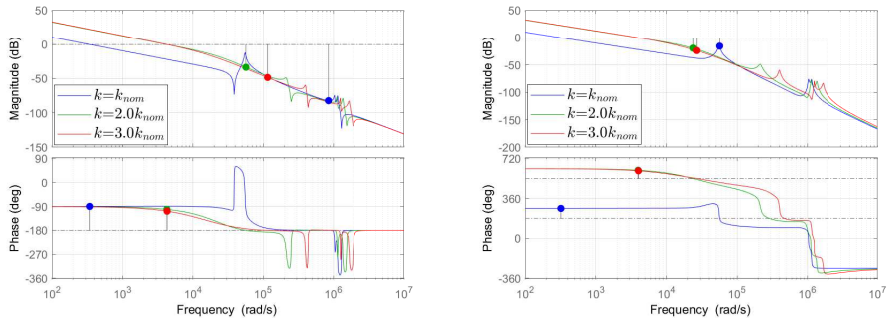 50
0
-50
-100
-150
Magnitude (dB)
k=k_nom
k=2.0k_nom
k=3.0k_nom
90
0
-90
-180
-270
-360
Phase (deg)
10^2
10^3
10^4
10^5
10^6
10^7
Frequency (rad/s)
50
0
-50
-100
-150
-200
Magnitude (dB)
k=k_nom
k=2.0k_nom
k=3.0k_nom
720
360
0
-360
Phase (deg)
10^2
10^3
10^4
10^5
10^6
10^7
Frequency (rad/s)